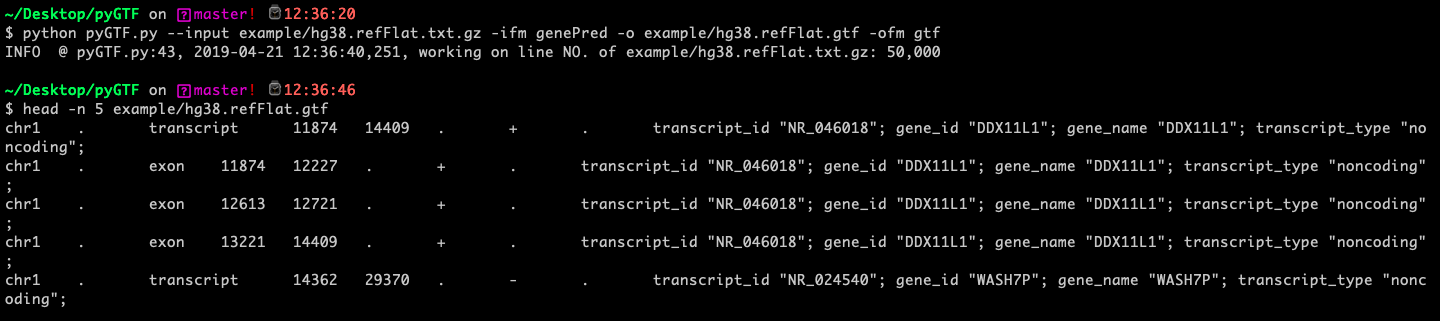 ~/Desktop/pyGTF on master! 12:36:20
$ python pyGTF.py --input example/hg38.refFlat.txt.gz -ifm genePred -o example/hg38.refFlat.gtf -ofm gtf
INFO  @ pyGTF.py:43, 2019-04-21 12:36:40,251, working on line NO. of example/hg38.refFlat.txt.gz: 50,000
~/Desktop/pyGTF on master! 12:36:46
$ head -n 5 example/hg38.refFlat.gtf
chr1	.	transcript	11874	14409	.	+	.	transcript_id "NR_046018"; gene_id "DDX11L1"; gene_name "DDX11L1"; transcript_type "no
ncoding";
chr1	.	exon	11874	12227	.	+	.	transcript_id "NR_046018"; gene_id "DDX11L1"; gene_name "DDX11L1"; transcript_type "noncoding"
;
chr1	.	exon	12613	12721	.	+	.	transcript_id "NR_046018"; gene_id "DDX11L1"; gene_name "DDX11L1"; transcript_type "noncoding"
;
chr1	.	exon	13221	14409	.	+	.	transcript_id "NR_046018"; gene_id "DDX11L1"; gene_name "DDX11L1"; transcript_type "noncoding"
;
chr1	.	transcript	14362	29370	.	-	.	transcript_id "NR_024540"; gene_id "WASH7P"; gene_name "WASH7P"; transcript_type "nonc
oding";